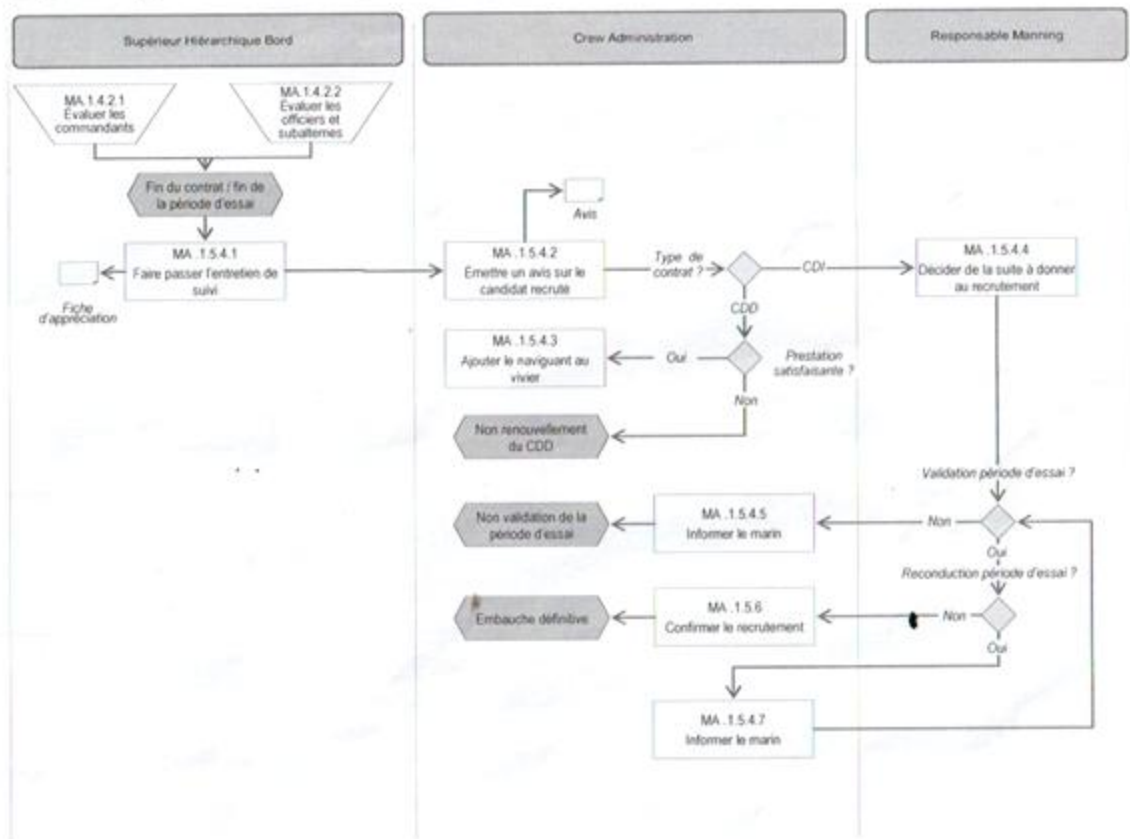 Supérieur Hiérarchique Bord
Crew Administration
Responsable Manning
MA.1.4.2.1
Évaluer les
commandants
MA.1.4.2.2
Évaluer les
officiers et
subalternes
Fin du contrat / fin de
la période d'essai
Avis
MA .1.5.4.1
Faire passer l'entretien de
suivi
Fiche
d'appréciation
MA .1.5.4.2
Émettre un avis sur le
candidat recruté
Type de
contrat ?
CDI
MA .1.5.4.4
Décider de la suite à donner
au recrutement
CDD
MA .1.5.4.3
Ajouter le naviguant au
vivier
Oui
Prestation
satisfaisante ?
Non
Non renouvellement
du CDD
Validation période d'essai ?
Non validation de la
période d'essai
MA .1.5.4.5
Informer le marin
Non
Oui
Reconduction période d'essai ?
Embauche définitive
MA .1.5.6
Confirmer le recrutement
Non
Oui
MA .1.5.4.7
Informer le marin